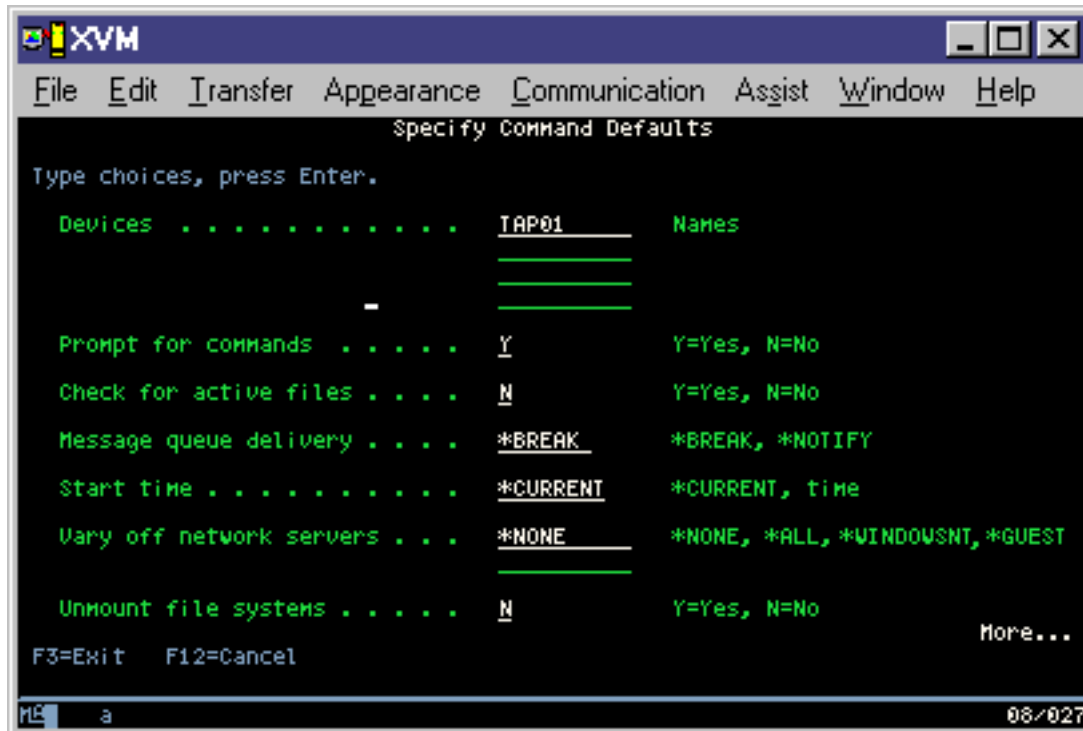 XVM
File Edit Transfer Appearance Communication Assist Window Help
Specify Command Defaults
Type choices, press Enter.
Devices . . . . . . . . . . . TAP01 Names
Prompt for commands . . . . . Y Y=Yes, N=No
Check for active files . . . . N Y=Yes, N=No
Message queue delivery . . . . *BREAK *BREAK, *NOTIFY
Start time . . . . . . . . . . *CURRENT *CURRENT, time
Vary off network servers . . . *NONE *NONE, *ALL, *WINDOWSNT, *GUEST
Unmount file systems . . . . . N Y=Yes, N=No
More...
F3=Exit F12=Cancel
MA a 08/027